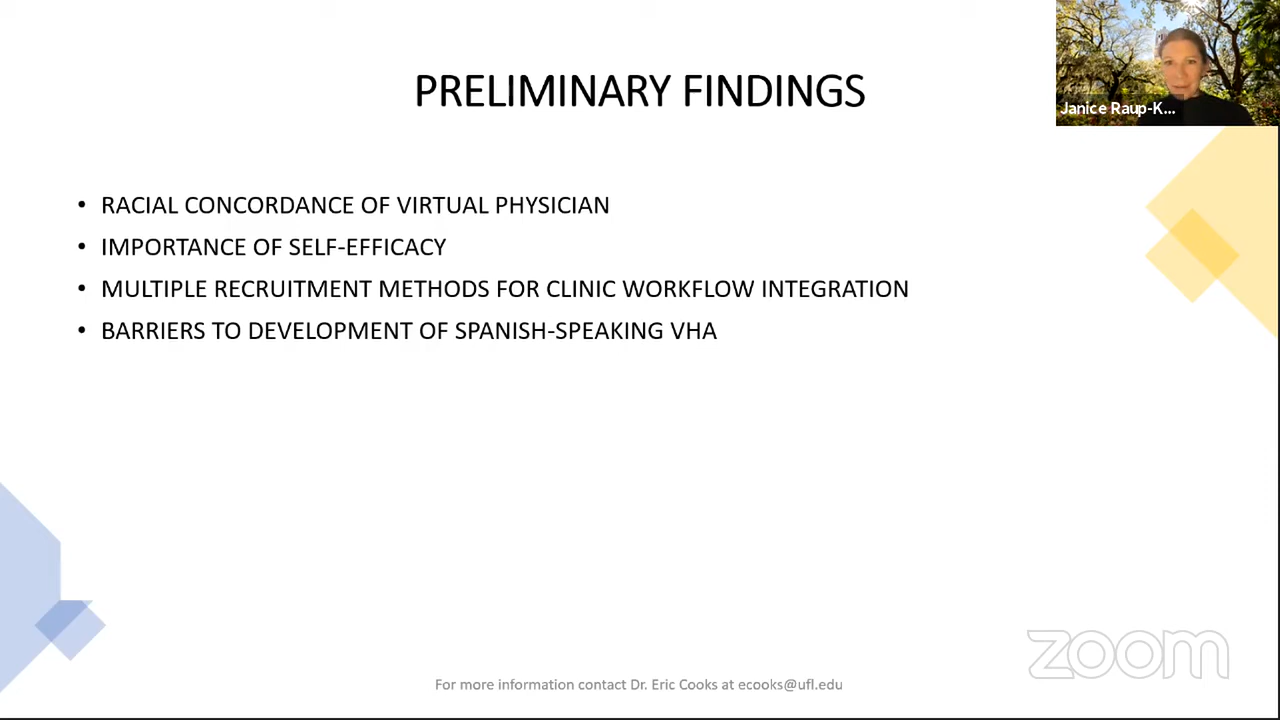 PRELIMINARY FINDINGS
Janice Raup-K...
• RACIAL CONCORDANCE OF VIRTUAL PHYSICIAN
• IMPORTANCE OF SELF-EFFICACY
• MULTIPLE RECRUITMENT METHODS FOR CLINIC WORKFLOW INTEGRATION
• BARRIERS TO DEVELOPMENT OF SPANISH-SPEAKING VHA
zoom
For more information contact Dr. Eric Cooks at ecooks@ufl.edu